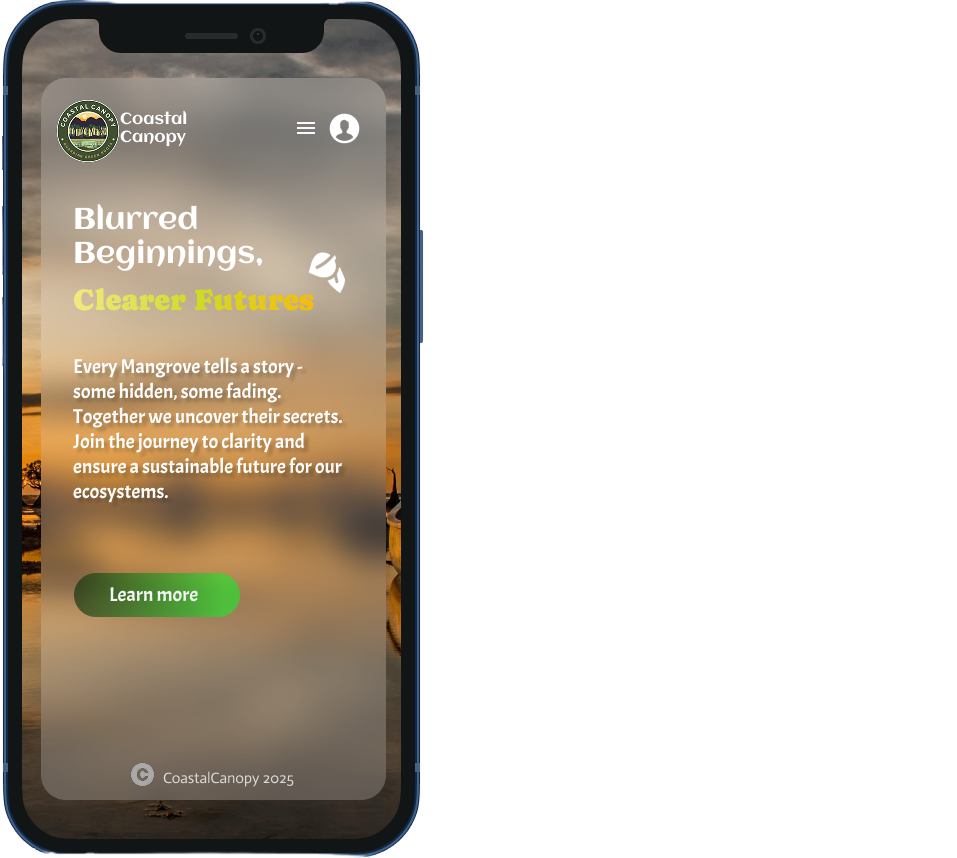 COASTAL CANOPY
Coastal
Canopy
Blurred
Beginnings,
Clearer Futures
Every Mangrove tells a story -
some hidden, some fading.
Together we uncover their secrets.
Join the journey to clarity and
ensure a sustainable future for our
ecosystems.
Learn more
© CoastalCanopy 2025